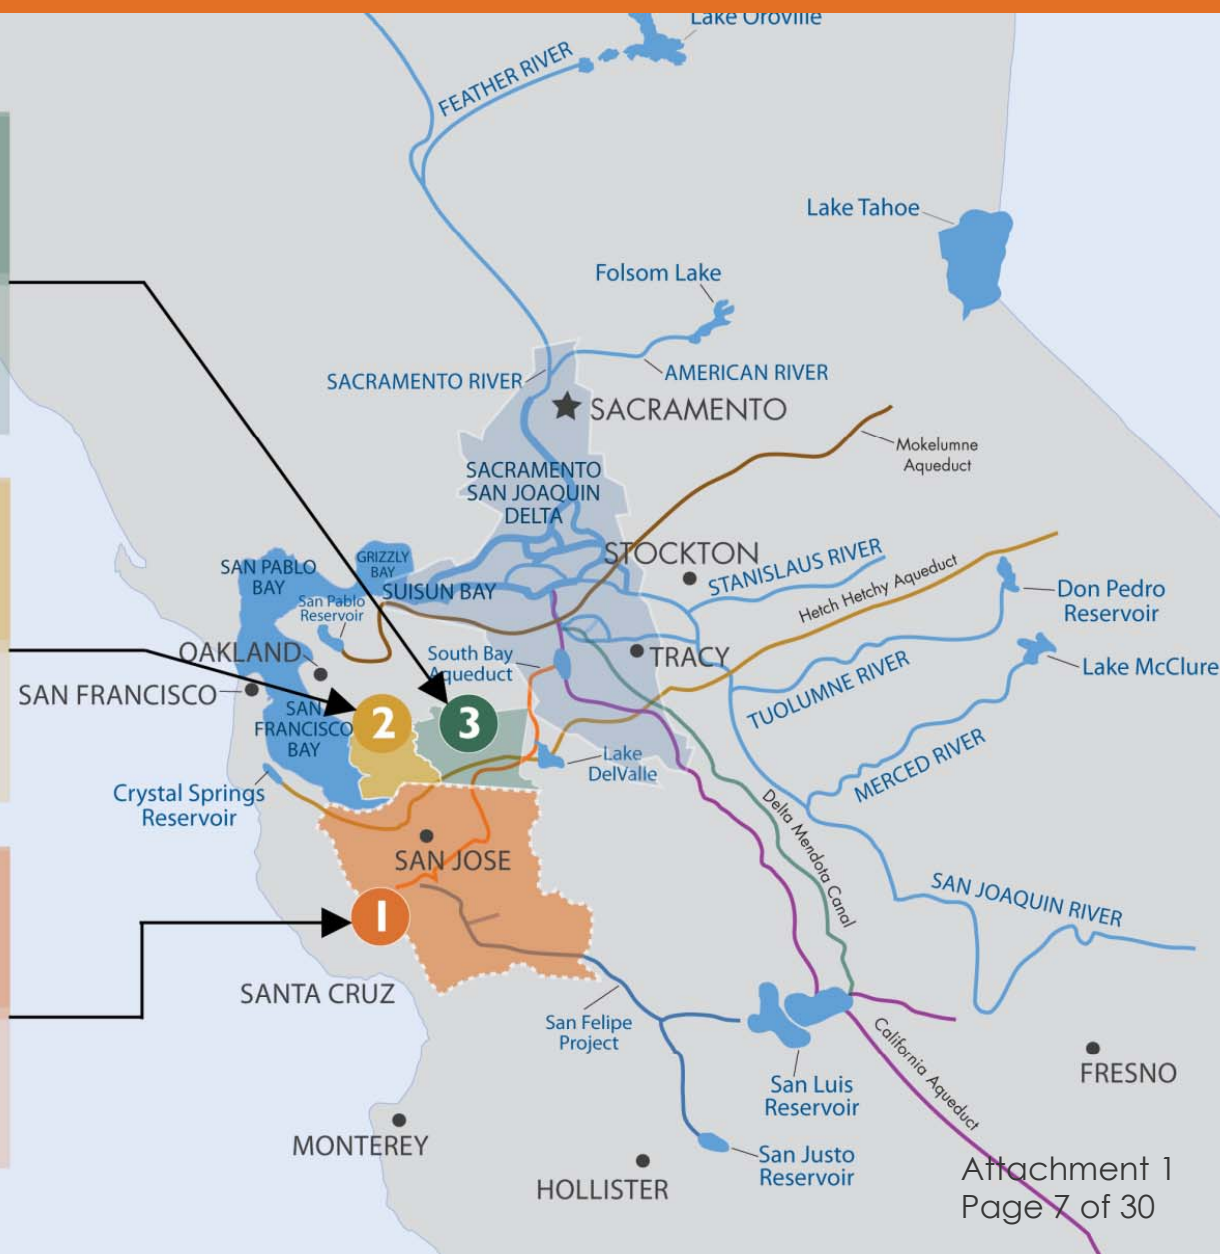 Lake Oroville
FEATHER RIVER
Lake Tahoe
Folsom Lake
SACRAMENTO RIVER
AMERICAN RIVER
SACRAMENTO
Mokelumne
Aqueduct
SACRAMENTO
SAN JOAQUIN
DELTA
STOCKTON
STANISLAUS RIVER
Hetch Hetchy Aqueduct
GRIZZLY
BAY
SAN PABLO
BAY
SUISUN BAY
San Pablo
Reservoir
Don Pedro
Reservoir
OAKLAND
South Bay
Aqueduct
TRACY
TUOLUMNE RIVER
Lake McClure
SAN FRANCISCO
SAN
FRANCISCO
BAY
2
3
MERCED RIVER
Lake
DelValle
Crystal Springs
Reservoir
Delta Mendota Canal
SAN JOSE
SAN JOAQUIN RIVER
1
SANTA CRUZ
San Felipe
Project
California Aqueduct
FRESNO
San Luis
Reservoir
MONTEREY
San Justo
Reservoir
HOLLISTER
Attachment 1
Page 7 of 30